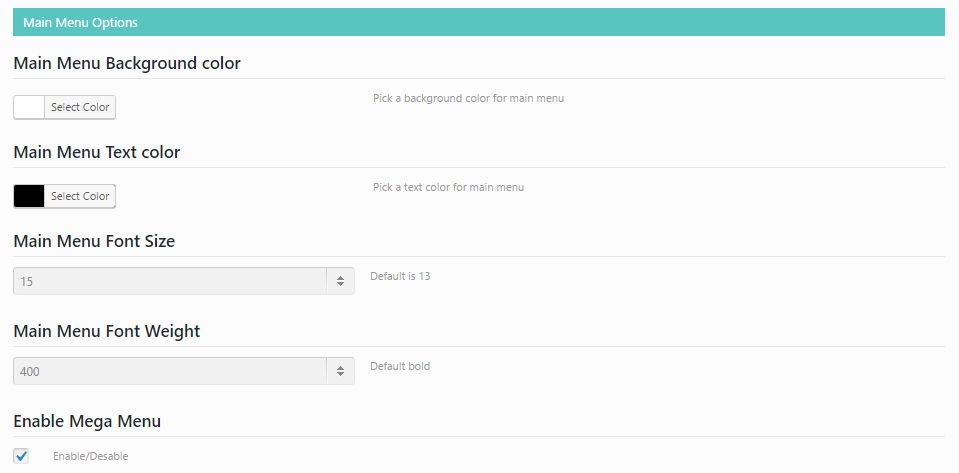 Main Menu Options
Main Menu Background color
Select Color
Pick a background color for main menu
Main Menu Text color
Select Color
Pick a text color for main menu
Main Menu Font Size
15
Default is 13
Main Menu Font Weight
400
Default bold
Enable Mega Menu
Enable/Desable